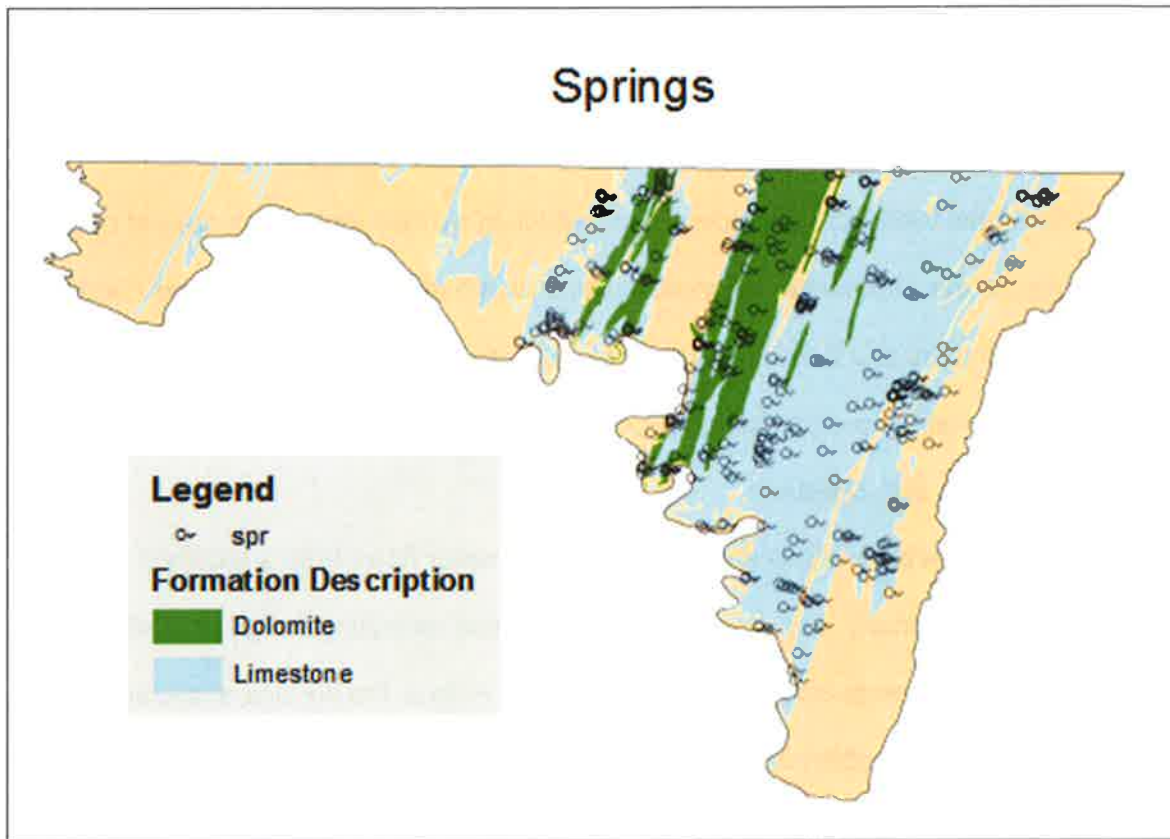 Springs
Legend
spr
Formation Description
Dolomite
Limestone